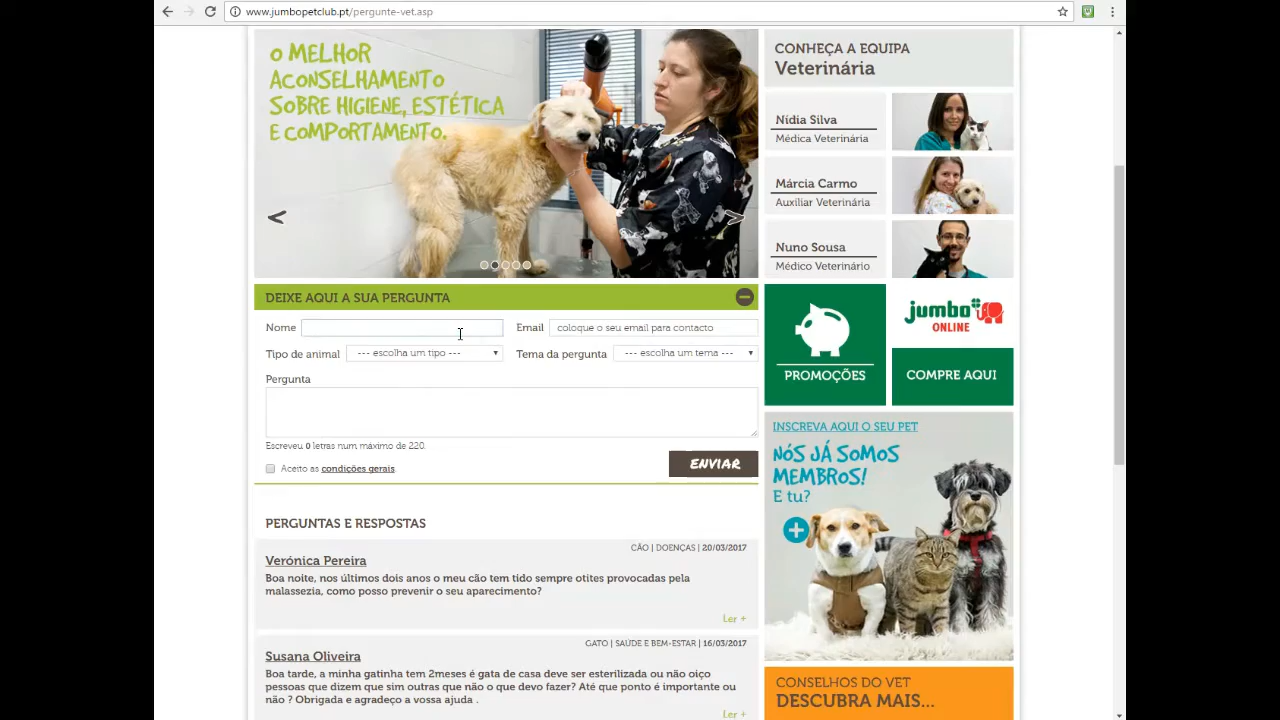 www.jumbopetclub.pt/pergunte-vet.asp
O MELHOR
ACONSELHAMENTO
SOBRE HIGIENE, ESTÉTICA
E COMPORTAMENTO.
CONHEÇA A EQUIPA
Veterinária
Nídia Silva
Médica Veterinária
Márcia Carmo
Auxiliar Veterinária
Nuno Sousa
Médico Veterinário
DEIXE AQUI A SUA PERGUNTA
Nome
Email coloque o seu email para contacto
Tipo de animal --- escolha um tipo ---
Tema da pergunta --- escolha um tema ---
Pergunta
Escreveu 0 letras num máximo de 220.
Aceito as condições gerais.
ENVIAR
PROMOÇÕES
jumbo
ONLINE
COMPRE AQUI
INSCREVA AQUI O SEU PET
NÓS JÁ SOMOS
MEMBROS!
E tu?
PERGUNTAS E RESPOSTAS
CÃO | DOENÇAS | 20/03/2017
Verónica Pereira
Boa noite, nos últimos dois anos o meu cão tem tido sempre otites provocadas pela
malassezia, como posso prevenir o seu aparecimento?
Ler +
GATO | SAÚDE E BEM-ESTAR | 16/03/2017
Susana Oliveira
Boa tarde, a minha gatinha tem 2meses é gata de casa deve ser esterilizada ou não oiço
pessoas que dizem que sim outras que não o que devo fazer? Até que ponto é importante ou
não ? Obrigada e agradeço a vossa ajuda .
Ler +
CONSELHOS DO VET
DESCUBRA MAIS...